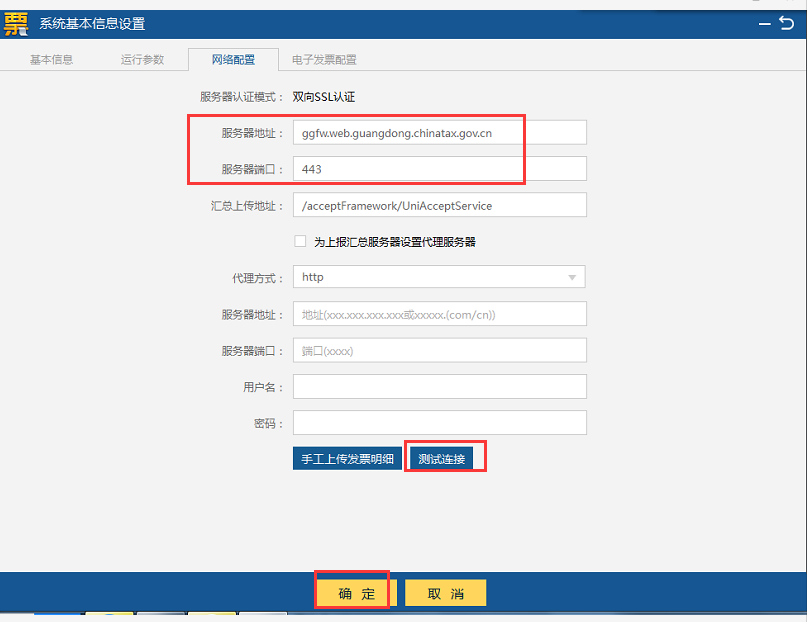 票 系统基本信息设置
基本信息 运行参数 网络配置 电子发票配置
服务器认证模式： 双向SSL认证
服务器地址： ggfw.web.guangdong.chinatax.gov.cn
服务器端口： 443
汇总上传地址： /acceptFramework/UniAcceptService
为上报汇总服务器设置代理服务器
代理方式： http
服务器地址： 地址(xxx.xxx.xxx.xxx或xxxxx.(com/cn))
服务器端口： 端口(xxxx)
用户名：
密码：
手工上传发票明细 测试连接
确 定 取 消